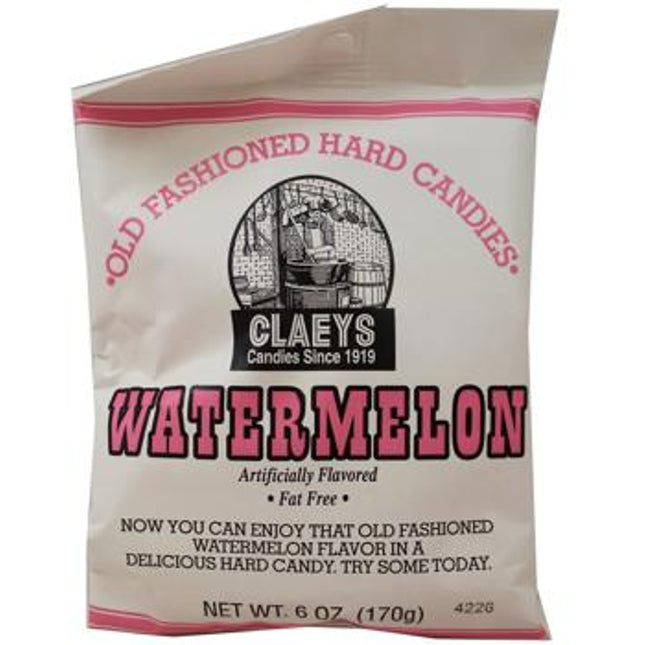 •OLD FASHIONED HARD CANDIES•
CLAEYS
Candies Since 1919
WATERMELON
Artificially Flavored
• Fat Free •
NOW YOU CAN ENJOY THAT OLD FASHIONED
WATERMELON FLAVOR IN A
DELICIOUS HARD CANDY. TRY SOME TODAY.
NET WT. 6 OZ. (170g) 4226